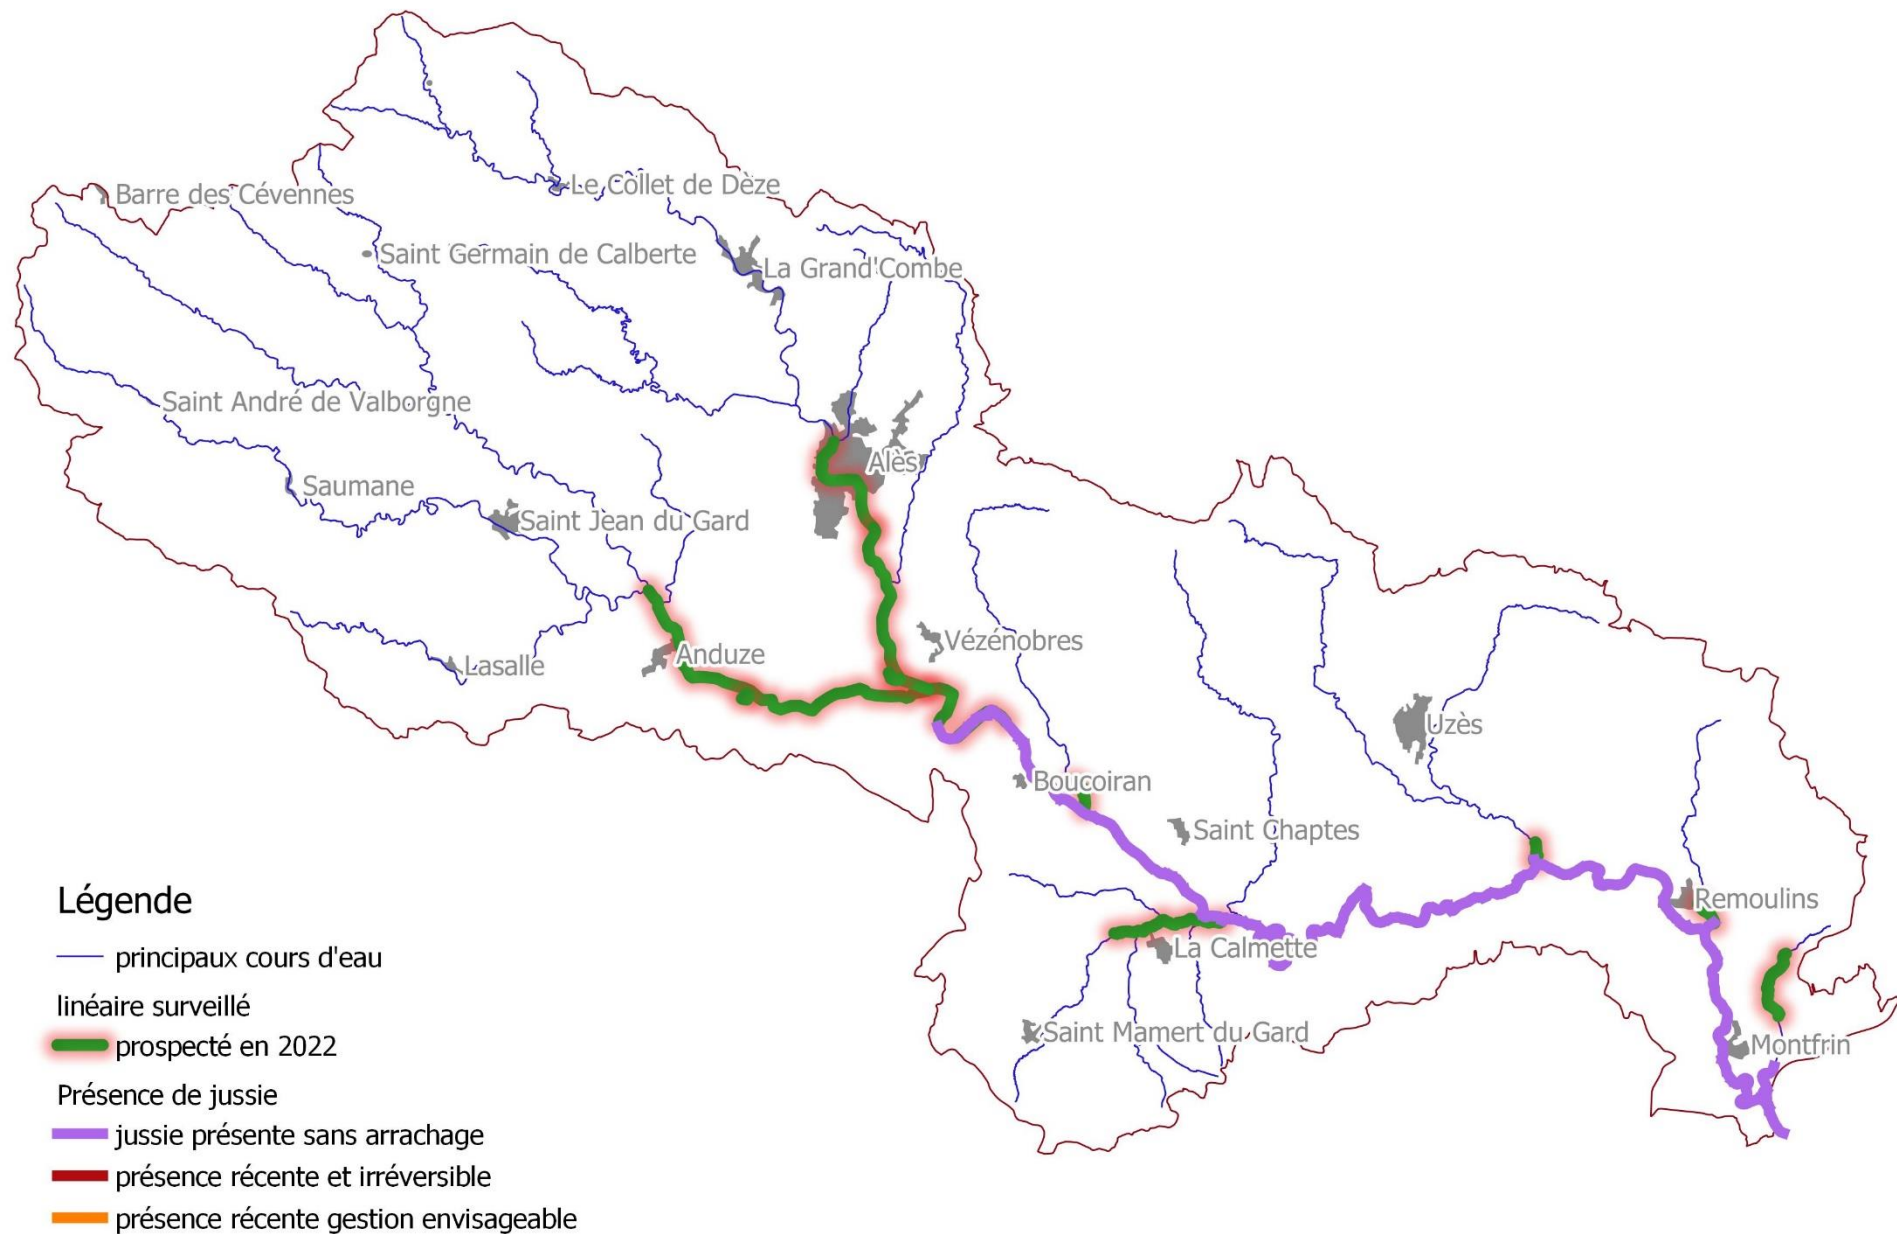 Le Collet de Dèze
Barre des Cévennes
Saint Germain de Calberte
La Grand'Combe
Saint André de Valborgne
Alès
Saumane
Saint Jean du Gard
Vézénobres
Anduze
Lasalle
Uzès
Boucoiran
Saint Chaptes
Remoulins
La Calmette
Saint Mamert du Gard
Montfrin
Légende
principaux cours d'eau
linéaire surveillé
prospecté en 2022
Présence de jussie
jussie présente sans arrachage
présence récente et irréversible
présence récente gestion envisageable